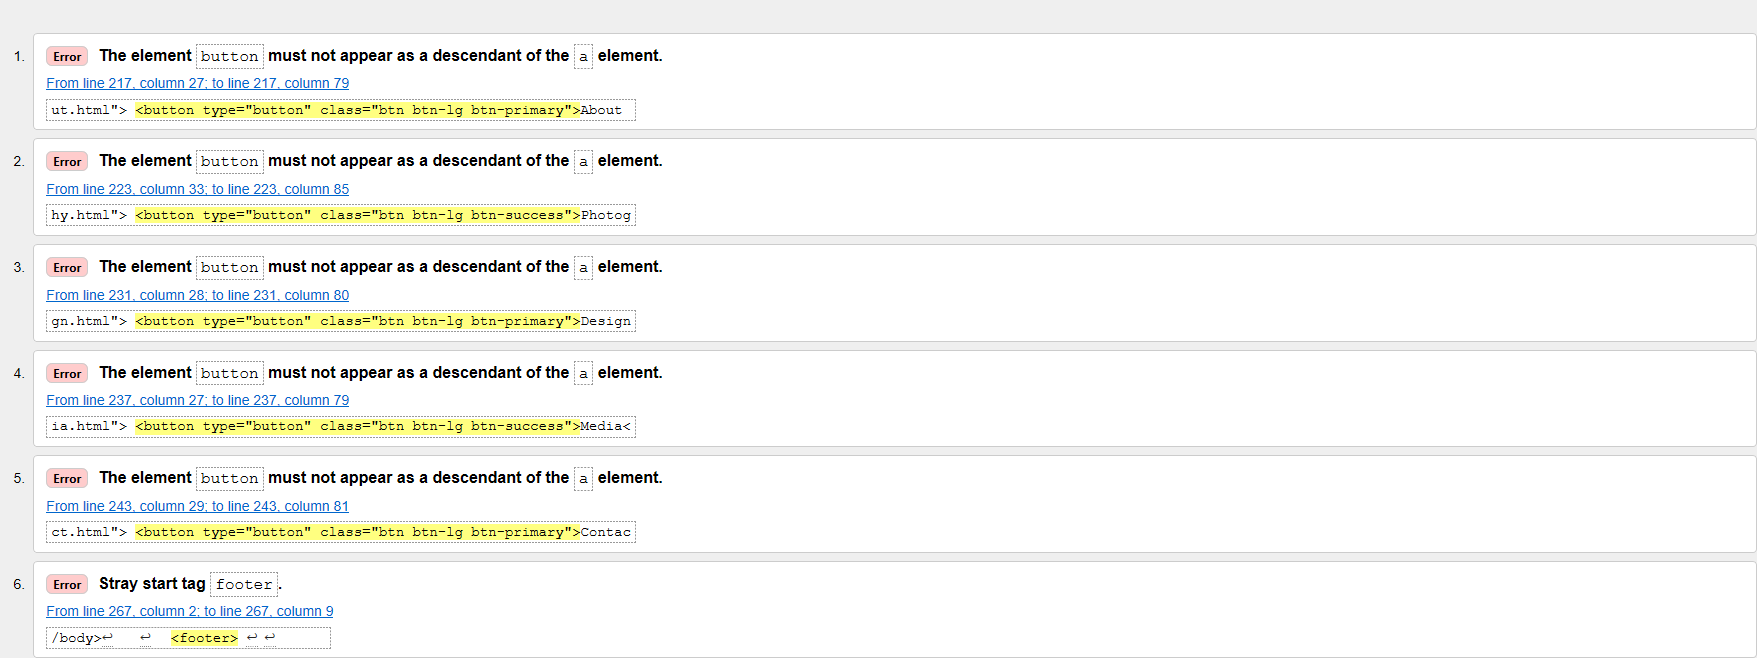 1. Error The element button must not appear as a descendant of the a element.
From line 217, column 27; to line 217, column 79
ut.html"> <button type="button" class="btn btn-lg btn-primary">About
2. Error The element button must not appear as a descendant of the a element.
From line 223, column 33; to line 223, column 85
hy.html"> <button type="button" class="btn btn-lg btn-success">Photog
3. Error The element button must not appear as a descendant of the a element.
From line 231, column 28; to line 231, column 80
gn.html"> <button type="button" class="btn btn-lg btn-primary">Design
4. Error The element button must not appear as a descendant of the a element.
From line 237, column 27; to line 237, column 79
ia.html"> <button type="button" class="btn btn-lg btn-success">Media<
5. Error The element button must not appear as a descendant of the a element.
From line 243, column 29; to line 243, column 81
ct.html"> <button type="button" class="btn btn-lg btn-primary">Contac
6. Error Stray start tag footer.
From line 267, column 2; to line 267, column 9
/body>↩ ↩ <footer> ↩ ↩